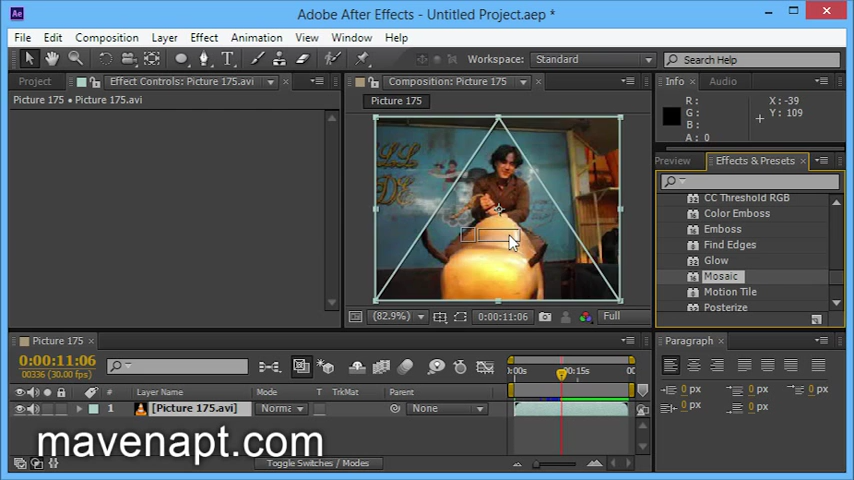 Ae Adobe After Effects - Untitled Project.aep *
File Edit Composition Layer Effect Animation View Window Help
Workspace: Standard Search Help
Project Effect Controls: Picture 175.avi Composition: Picture 175 Info Audio
Picture 175 • Picture 175.avi
Picture 175
R: X: -39
G: Y: 109
B:
A: 0
Preview Effects & Presets
CC Threshold RGB
Color Emboss
Emboss
Find Edges
Glow
Mosaic
Motion Tile
Posterize
(82.9%) 0:00:11:06 Full
Picture 175 Paragraph
0:00:11:06
00336 (30.00 fps)
:00s 00:15s 00
# Layer Name Mode T TrkMat Parent
1 [Picture 175.avi] Norma None
0 px 0 px 0 px
0 px 0 px
Toggle Switches / Modes
mavenapt.com